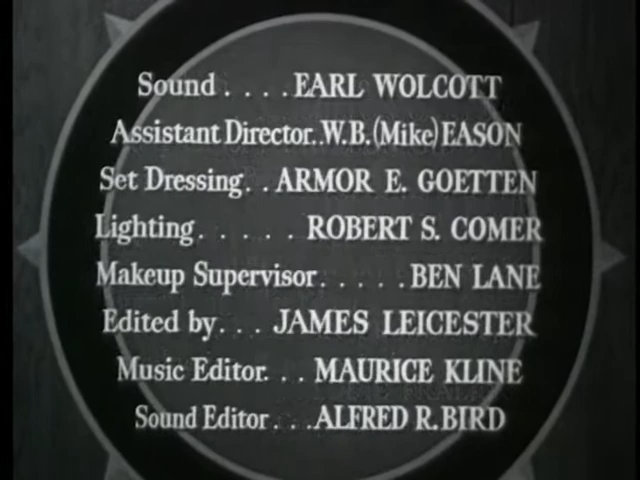 Sound . . . . EARL WOLCOTT
Assistant Director..W.B.(Mike) EASON
Set Dressing. . ARMOR E. GOETTEN
Lighting. . . . . ROBERT S. COMER
Makeup Supervisor . . . . . BEN LANE
Edited by. . . JAMES LEICESTER
Music Editor. . . MAURICE KLINE
Sound Editor . . . ALFRED R. BIRD